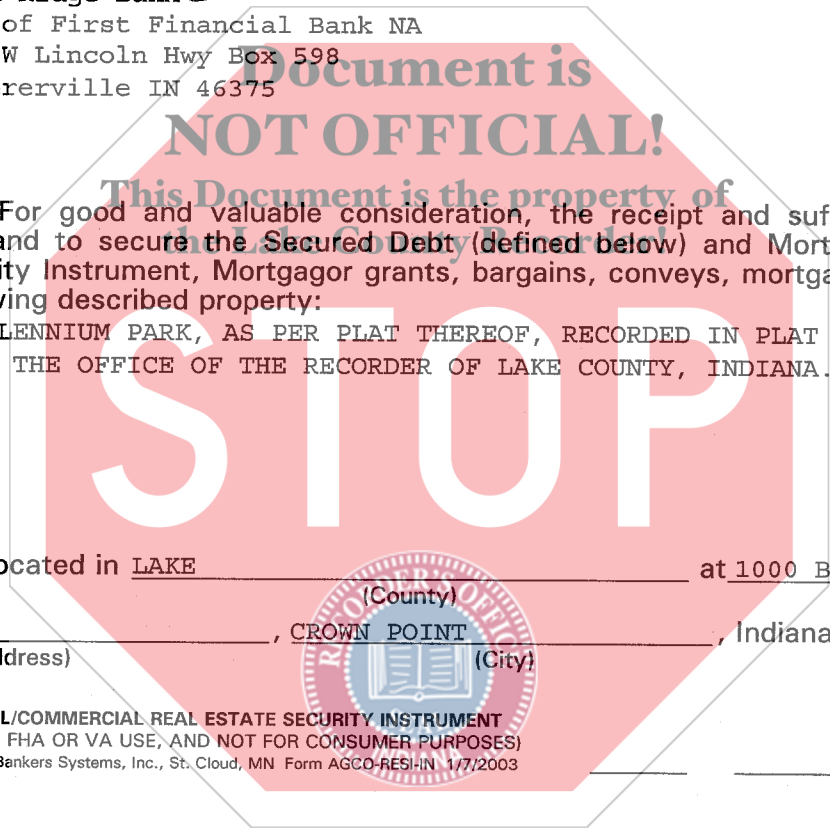 of First Financial Bank NA
W Lincoln Hwy Box 598
rerville IN 46375
Document is
NOT OFFICIAL!
This Document is the property of
the Lake County Recorder!
For good and valuable consideration, the receipt and suf
and to secure the Secured Debt (defined below) and Mort
ity Instrument, Mortgagor grants, bargains, conveys, mortga
ving described property:
LENNIUM PARK, AS PER PLAT THEREOF, RECORDED IN PLAT
THE OFFICE OF THE RECORDER OF LAKE COUNTY, INDIANA.
STOP
ocated in LAKE at 1000 B
(County)
, CROWN POINT , Indiana
ddress) (City)
RECORDER'S OFFICE
INDIANA
L/COMMERCIAL REAL ESTATE SECURITY INSTRUMENT
FHA OR VA USE, AND NOT FOR CONSUMER PURPOSES)
Bankers Systems, Inc., St. Cloud, MN Form AGCO-RESI-IN 1/7/2003